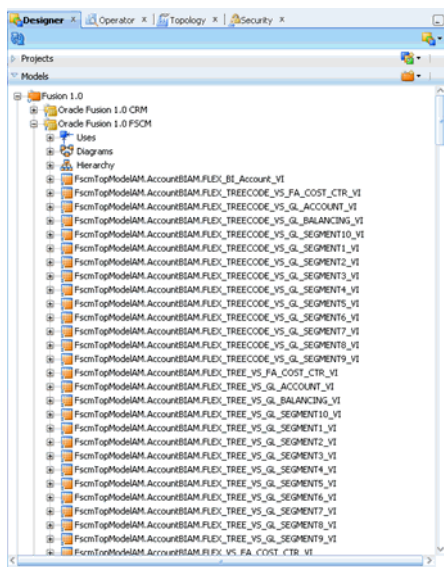 Designer x Operator x Topology x Security x
Projects
Models
Fusion 1.0
Oracle Fusion 1.0 CRM
Oracle Fusion 1.0 FSCM
Uses
Diagrams
Hierarchy
FscmTopModelAM.AccountBIAM.FLEX_BI_Account_VI
FscmTopModelAM.AccountBIAM.FLEX_TREECODE_VS_FA_COST_CTR_VI
FscmTopModelAM.AccountBIAM.FLEX_TREECODE_VS_GL_ACCOUNT_VI
FscmTopModelAM.AccountBIAM.FLEX_TREECODE_VS_GL_BALANCING_VI
FscmTopModelAM.AccountBIAM.FLEX_TREECODE_VS_GL_SEGMENT10_VI
FscmTopModelAM.AccountBIAM.FLEX_TREECODE_VS_GL_SEGMENT1_VI
FscmTopModelAM.AccountBIAM.FLEX_TREECODE_VS_GL_SEGMENT2_VI
FscmTopModelAM.AccountBIAM.FLEX_TREECODE_VS_GL_SEGMENT3_VI
FscmTopModelAM.AccountBIAM.FLEX_TREECODE_VS_GL_SEGMENT4_VI
FscmTopModelAM.AccountBIAM.FLEX_TREECODE_VS_GL_SEGMENT5_VI
FscmTopModelAM.AccountBIAM.FLEX_TREECODE_VS_GL_SEGMENT6_VI
FscmTopModelAM.AccountBIAM.FLEX_TREECODE_VS_GL_SEGMENT7_VI
FscmTopModelAM.AccountBIAM.FLEX_TREECODE_VS_GL_SEGMENT8_VI
FscmTopModelAM.AccountBIAM.FLEX_TREECODE_VS_GL_SEGMENT9_VI
FscmTopModelAM.AccountBIAM.FLEX_TREE_VS_FA_COST_CTR_VI
FscmTopModelAM.AccountBIAM.FLEX_TREE_VS_GL_ACCOUNT_VI
FscmTopModelAM.AccountBIAM.FLEX_TREE_VS_GL_BALANCING_VI
FscmTopModelAM.AccountBIAM.FLEX_TREE_VS_GL_SEGMENT10_VI
FscmTopModelAM.AccountBIAM.FLEX_TREE_VS_GL_SEGMENT1_VI
FscmTopModelAM.AccountBIAM.FLEX_TREE_VS_GL_SEGMENT2_VI
FscmTopModelAM.AccountBIAM.FLEX_TREE_VS_GL_SEGMENT3_VI
FscmTopModelAM.AccountBIAM.FLEX_TREE_VS_GL_SEGMENT4_VI
FscmTopModelAM.AccountBIAM.FLEX_TREE_VS_GL_SEGMENT5_VI
FscmTopModelAM.AccountBIAM.FLEX_TREE_VS_GL_SEGMENT6_VI
FscmTopModelAM.AccountBIAM.FLEX_TREE_VS_GL_SEGMENT7_VI
FscmTopModelAM.AccountBIAM.FLEX_TREE_VS_GL_SEGMENT8_VI
FscmTopModelAM.AccountBIAM.FLEX_TREE_VS_GL_SEGMENT9_VI
FscmTopModelAM.AccountBIAM.FLEX_VS_FA_COST_CTR_VI